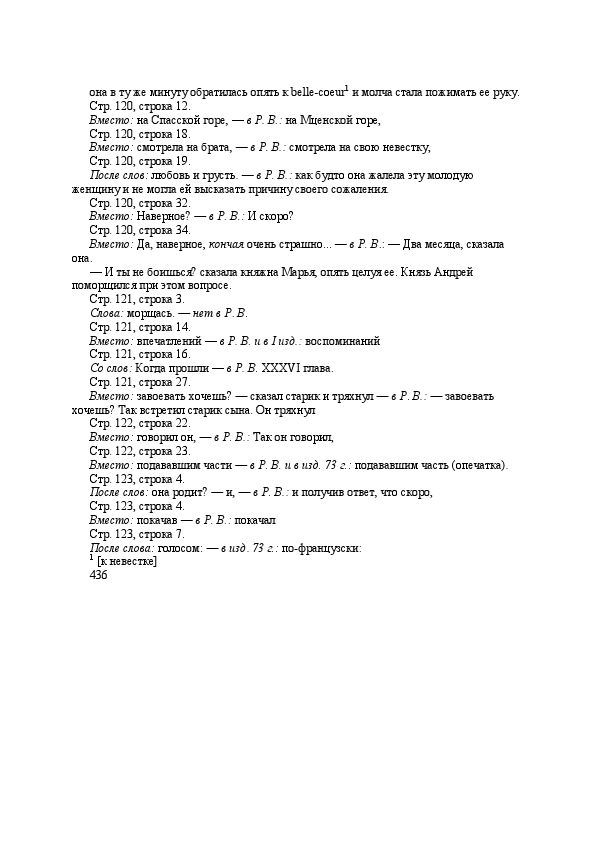 она в ту же минуту обратилась опять к belle-coeur¹ и молча стала пожимать ее руку.
Стр. 120, строка 12.
Вместо: на Спасской горе, — в Р. В.: на Мценской горе,
Стр. 120, строка 18.
Вместо: смотрела на брата, — в Р. В.: смотрела на свою невестку,
Стр. 120, строка 19.
После слов: любовь и грусть. — в Р. В.: как будто она жалела эту молодую
женщину и не могла ей высказать причину своего сожаления.
Стр. 120, строка 32.
Вместо: Наверное? — в Р. В.: И скоро?
Стр. 120, строка 34.
Вместо: Да, наверное, кончая очень страшно... — в Р. В.: — Два месяца, сказала
она.
— И ты не боишься? сказала княжна Марья, опять целуя ее. Князь Андрей
поморщился при этом вопросе.
Стр. 121, строка 3.
Слова: морщась. — нет в Р. В.
Стр. 121, строка 14.
Вместо: впечатлений — в Р. В. и в I изд.: воспоминаний
Стр. 121, строка 16.
Со слов: Когда прошли — в Р. В. XXXVI глава.
Стр. 121, строка 27.
Вместо: завоевать хочешь? — сказал старик и тряхнул — в Р. В.: — завоевать
хочешь? Так встретил старик сына. Он тряхнул
Стр. 122, строка 22.
Вместо: говорил он, — в Р. В.: Так он говорил,
Стр. 122, строка 23.
Вместо: подававшим части — в Р. В. и в изд. 73 г.: подававшим часть (опечатка).
Стр. 123, строка 4.
После слов: она родит? — и, — в Р. В.: и получив ответ, что скоро,
Стр. 123, строка 4.
Вместо: покачав — в Р. В.: покачал
Стр. 123, строка 7.
После слова: голосом: — в изд. 73 г.: по-французски:
¹ [к невестке]
436